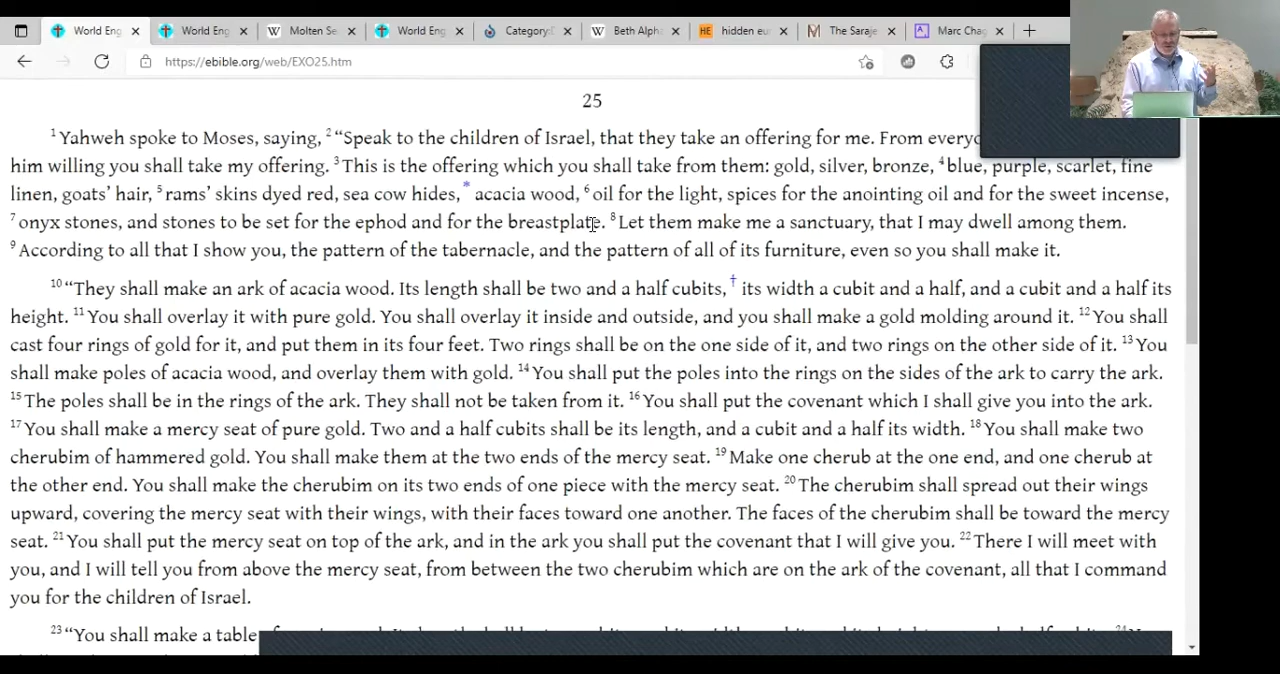 World Eng World Eng Molten Se World Eng Category: Beth Alpha hidden eu The Saraje Marc Chag
https://ebible.org/web/EXO25.htm
25
1 Yahweh spoke to Moses, saying, 2 “Speak to the children of Israel, that they take an offering for me. From
him willing you shall take my offering. 3 This is the offering which you shall take from them: gold, silver, bronze, 4 blue, purple, scarlet, fine
linen, goats’ hair, 5 rams’ skins dyed red, sea cow hides,* acacia wood, 6 oil for the light, spices for the anointing oil and for the sweet incense,
7 onyx stones, and stones to be set for the ephod and for the breastplate. 8 Let them make me a sanctuary, that I may dwell among them.
9 According to all that I show you, the pattern of the tabernacle, and the pattern of all of its furniture, even so you shall make it.
10 “They shall make an ark of acacia wood. Its length shall be two and a half cubits,† its width a cubit and a half, and a cubit and a half its
height. 11 You shall overlay it with pure gold. You shall overlay it inside and outside, and you shall make a gold molding around it. 12 You shall
cast four rings of gold for it, and put them in its four feet. Two rings shall be on the one side of it, and two rings on the other side of it. 13 You
shall make poles of acacia wood, and overlay them with gold. 14 You shall put the poles into the rings on the sides of the ark to carry the ark.
15 The poles shall be in the rings of the ark. They shall not be taken from it. 16 You shall put the covenant which I shall give you into the ark.
17 You shall make a mercy seat of pure gold. Two and a half cubits shall be its length, and a cubit and a half its width. 18 You shall make two
cherubim of hammered gold. You shall make them at the two ends of the mercy seat. 19 Make one cherub at the one end, and one cherub at
the other end. You shall make the cherubim on its two ends of one piece with the mercy seat. 20 The cherubim shall spread out their wings
upward, covering the mercy seat with their wings, with their faces toward one another. The faces of the cherubim shall be toward the mercy
seat. 21 You shall put the mercy seat on top of the ark, and in the ark you shall put the covenant that I will give you. 22 There I will meet with
you, and I will tell you from above the mercy seat, from between the two cherubim which are on the ark of the covenant, all that I command
you for the children of Israel.
23 “You shall make a table